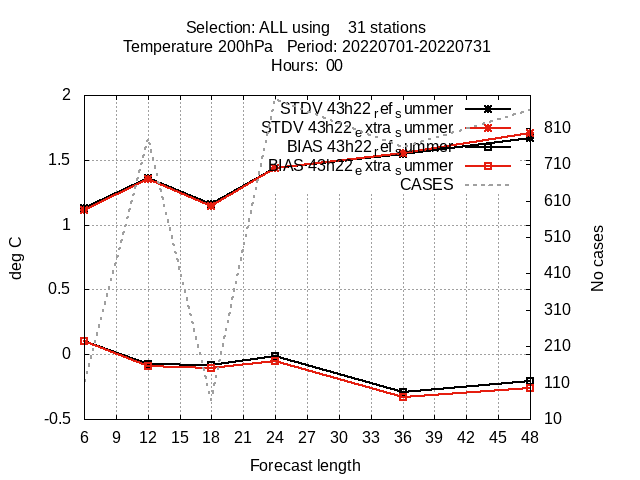 Selection: ALL using 31 stations
Temperature 200hPa Period: 20220701-20220731
Hours: 00
STDV 43h22_ref_summer
STDV 43h22_extra_summer
BIAS 43h22_ref_summer
BIAS 43h22_extra_summer
CASES
2
1.5
1
0.5
0
-0.5
deg C
810
710
610
510
410
310
210
110
10
No cases
6 9 12 15 18 21 24 27 30 33 36 39 42 45 48
Forecast length